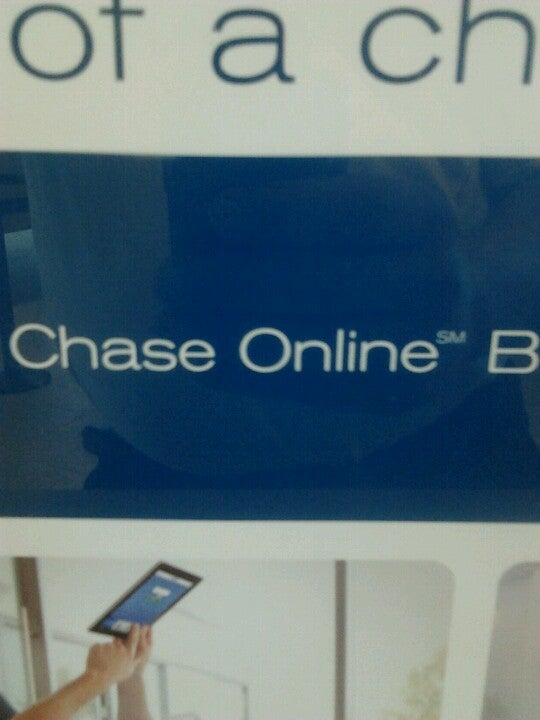 of a ch
Chase Online℠ B